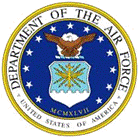 DEPARTMENT OF THE AIR FORCE
MCMXLVII
UNITED STATES OF AMERICA